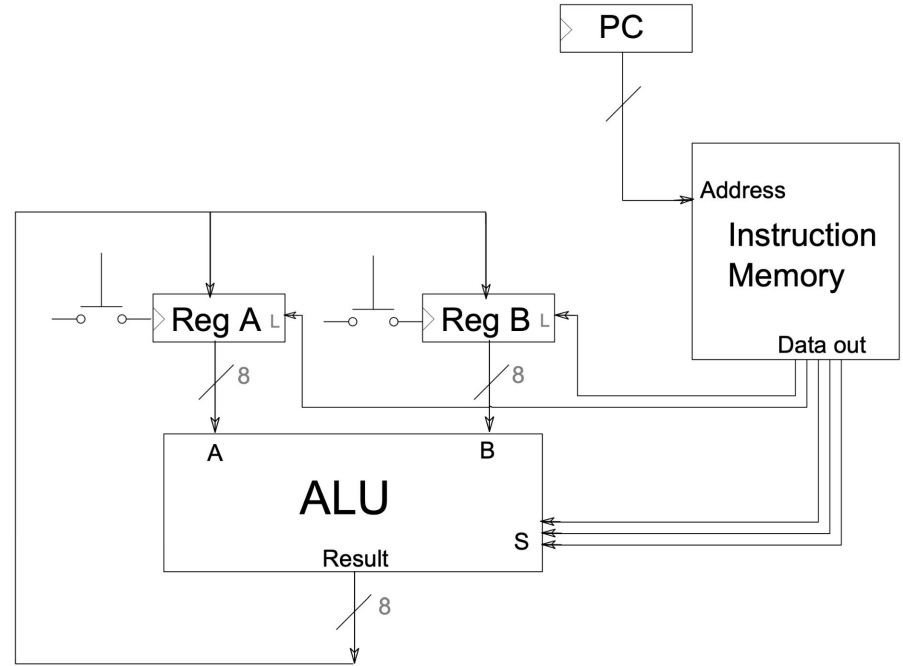 PC
Address
Instruction
Memory
Data out
Reg A L
Reg B L
8
8
A
B
ALU
S
Result
8